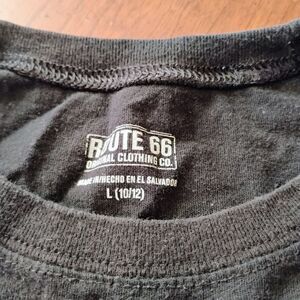 ROUTE 66
ORIGINAL CLOTHING CO.
MADE IN/HECHO EN EL SALVADOR
L (10/12)